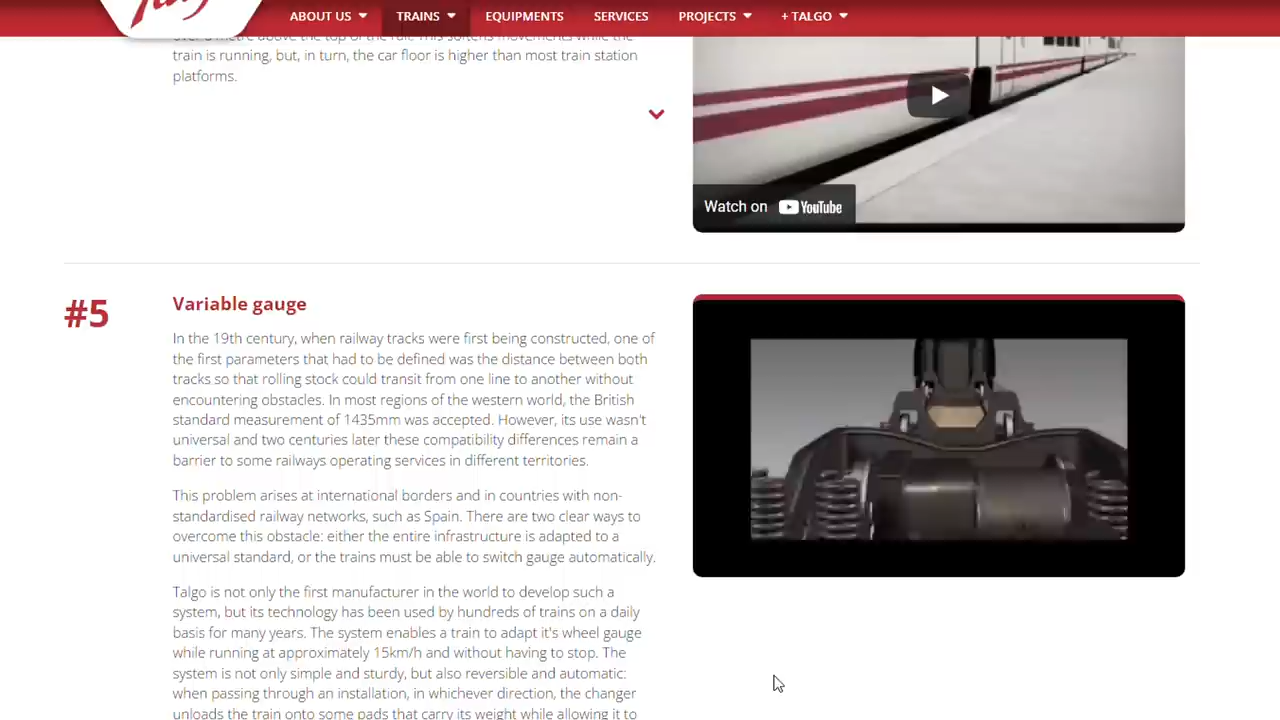 Talgo
ABOUT US
TRAINS
EQUIPMENTS
SERVICES
PROJECTS
+ TALGO
train is running, but, in turn, the car floor is higher than most train station
platforms.
Watch on YouTube
#5
Variable gauge
In the 19th century, when railway tracks were first being constructed, one of
the first parameters that had to be defined was the distance between both
tracks so that rolling stock could transit from one line to another without
encountering obstacles. In most regions of the western world, the British
standard measurement of 1435mm was accepted. However, its use wasn't
universal and two centuries later these compatibility differences remain a
barrier to some railways operating services in different territories.
This problem arises at international borders and in countries with non-
standardised railway networks, such as Spain. There are two clear ways to
overcome this obstacle: either the entire infrastructure is adapted to a
universal standard, or the trains must be able to switch gauge automatically.
Talgo is not only the first manufacturer in the world to develop such a
system, but its technology has been used by hundreds of trains on a daily
basis for many years. The system enables a train to adapt it's wheel gauge
while running at approximately 15km/h and without having to stop. The
system is not only simple and sturdy, but also reversible and automatic:
when passing through an installation, in whichever direction, the changer
unloads the train onto some pads that carry its weight while allowing it to